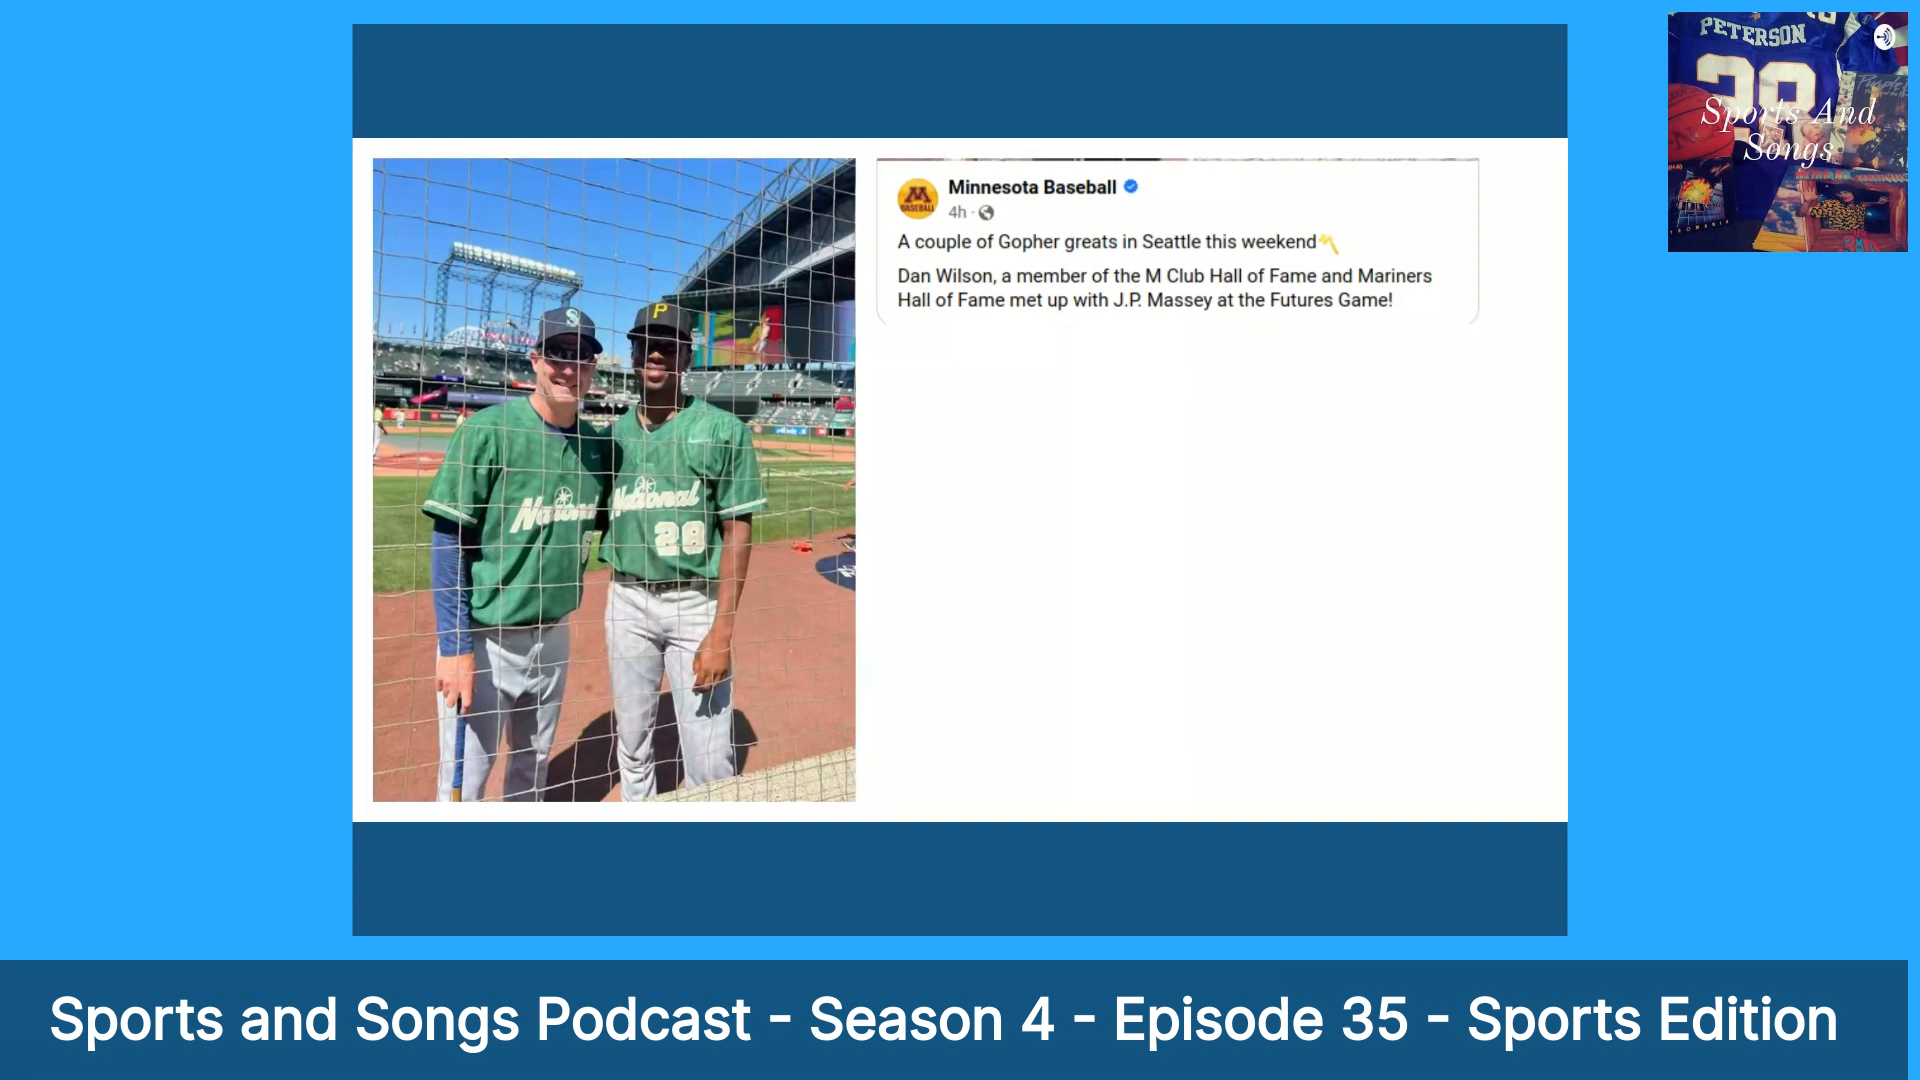 PETERSON
28
Sports And
Songs
P
S
National
National
28
M
BASEBALL
Minnesota Baseball
4h ·
A couple of Gopher greats in Seattle this weekend
Dan Wilson, a member of the M Club Hall of Fame and Mariners
Hall of Fame met up with J.P. Massey at the Futures Game!
Sports and Songs Podcast - Season 4 - Episode 35 - Sports Edition